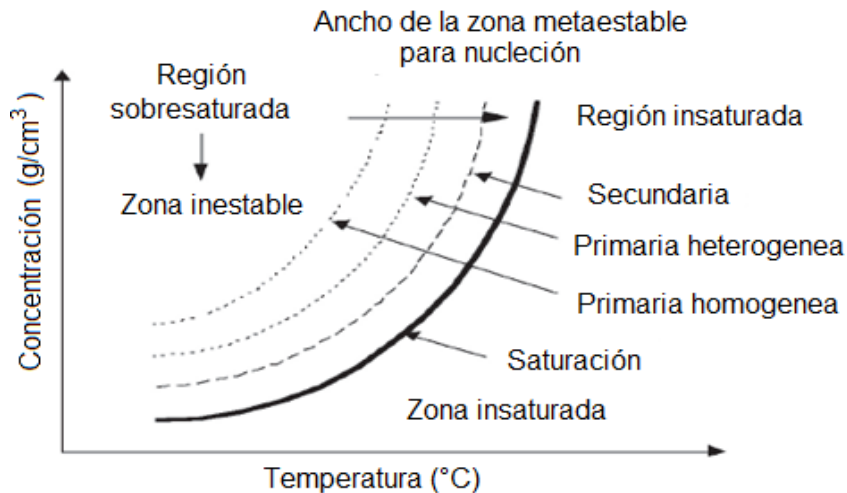 Ancho de la zona metaestable
para nucleción
Región
sobresaturada
Región insaturada
Zona inestable
Secundaria
Primaria heterogenea
Primaria homogenea
Saturación
Zona insaturada
Concentración (g/cm³)
Temperatura (°C)